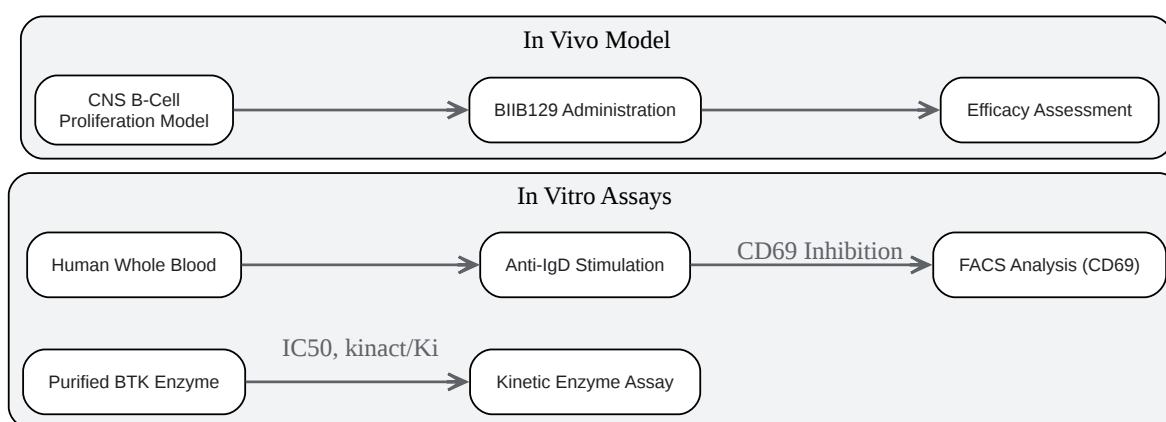 In Vivo Model
CNS B-Cell
Proliferation Model
BIIB129 Administration
Efficacy Assessment
In Vitro Assays
Human Whole Blood
Anti-IgD Stimulation
CD69 Inhibition
FACS Analysis (CD69)
Purified BTK Enzyme
IC50, kinact/Ki
Kinetic Enzyme Assay